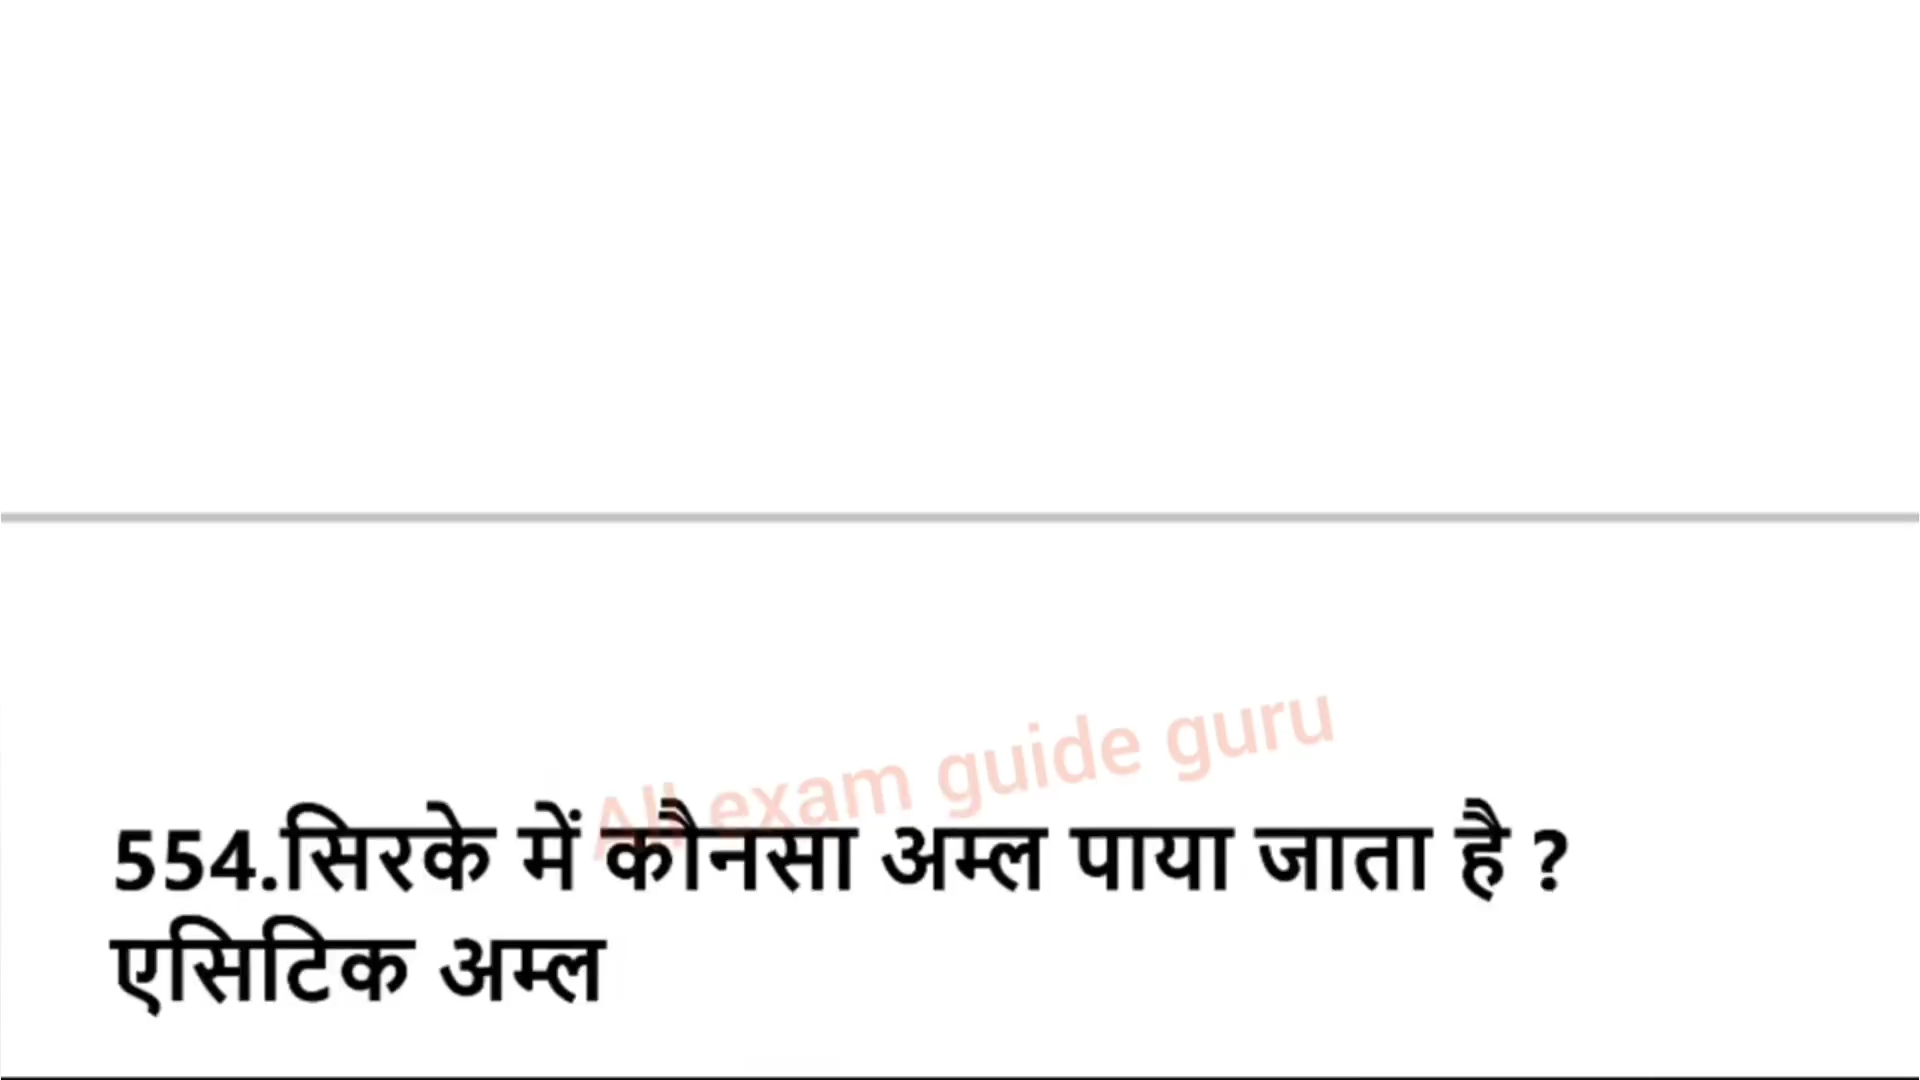 All exam guide guru
554.सिरके में कौनसा अम्ल पाया जाता है ?
एसिटिक अम्ल